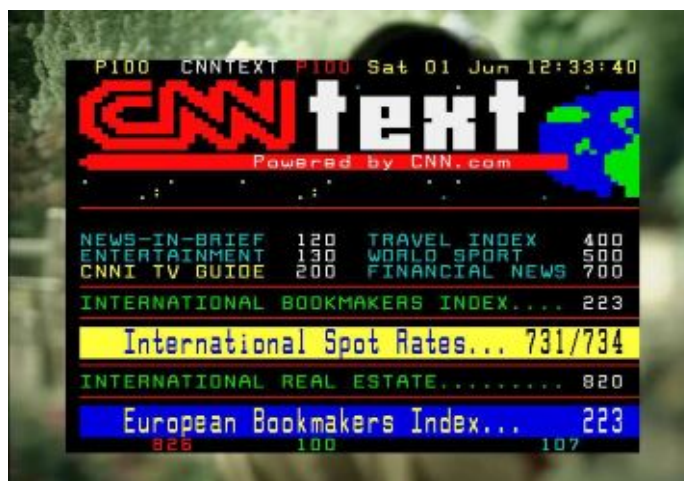 P100 CNNTEXT P100 Sat 01 Jun 12:33:40
CNN text
Powered by CNN.com
NEWS-IN-BRIEF 120 TRAVEL INDEX 400
ENTERTAINMENT 130 WORLD SPORT 500
CNNI TV GUIDE 200 FINANCIAL NEWS 700
INTERNATIONAL BOOKMAKERS INDEX.... 223
International Spot Rates... 731/734
INTERNATIONAL REAL ESTATE......... 820
European Bookmakers Index... 223
826 100 107